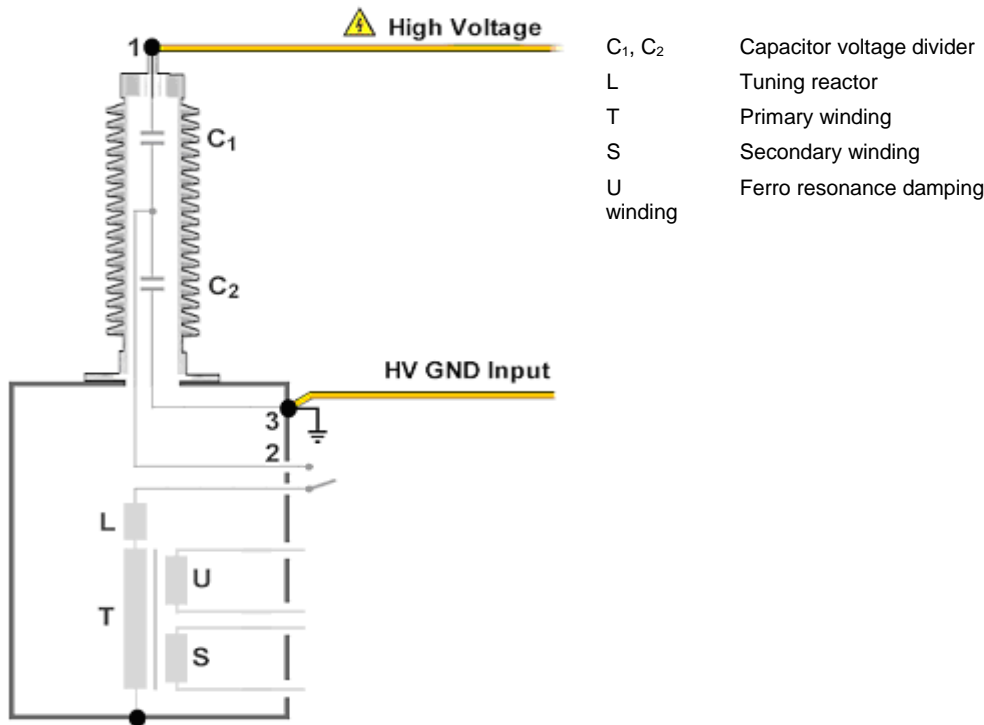 High Voltage
1
C₁
C₂
HV GND Input
3
2
L
U
T
S
C₁, C₂ Capacitor voltage divider
L Tuning reactor
T Primary winding
S Secondary winding
U Ferro resonance damping
winding